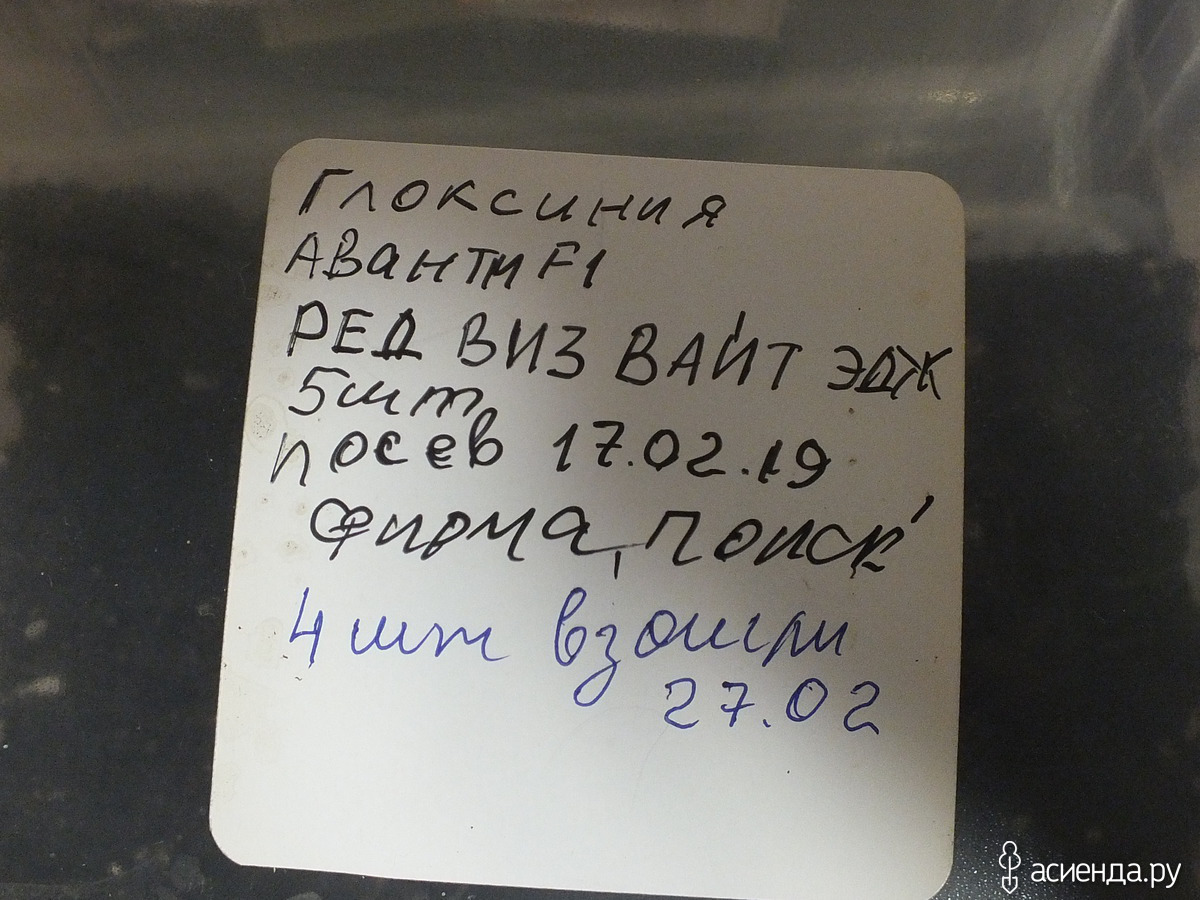 Глоксиния
Аванти F1
РЕД ВИЗ ВАЙТ ЭДЖ
5шт
посев 17.02.19
фирма "Поиск"
4 шт взошли
27.02
асиенда.ру